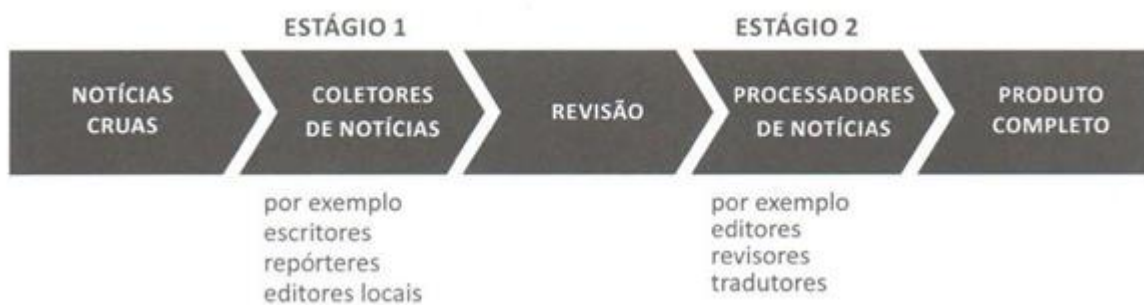 ESTÁGIO 1
ESTÁGIO 2
NOTÍCIAS
CRUAS
COLETORES
DE NOTÍCIAS
REVISÃO
PROCESSADORES
DE NOTÍCIAS
PRODUTO
COMPLETO
por exemplo
escritores
repórteres
editores locais
por exemplo
editores
revisores
tradutores